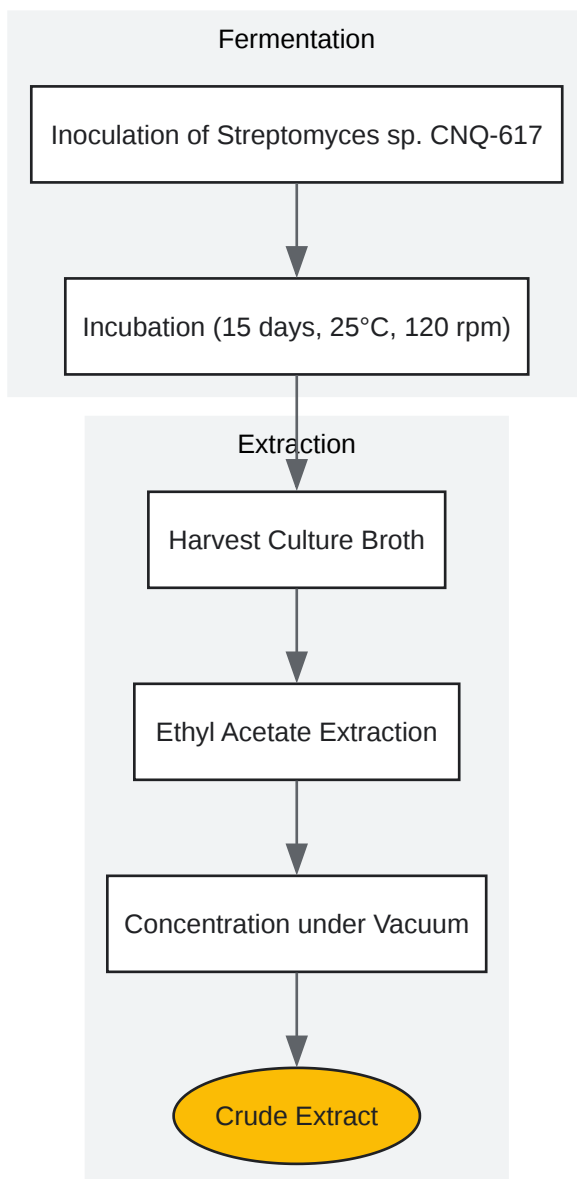 Fermentation
Inoculation of Streptomyces sp. CNQ-617
Incubation (15 days, 25°C, 120 rpm)
Extraction
Harvest Culture Broth
Ethyl Acetate Extraction
Concentration under Vacuum
Crude Extract